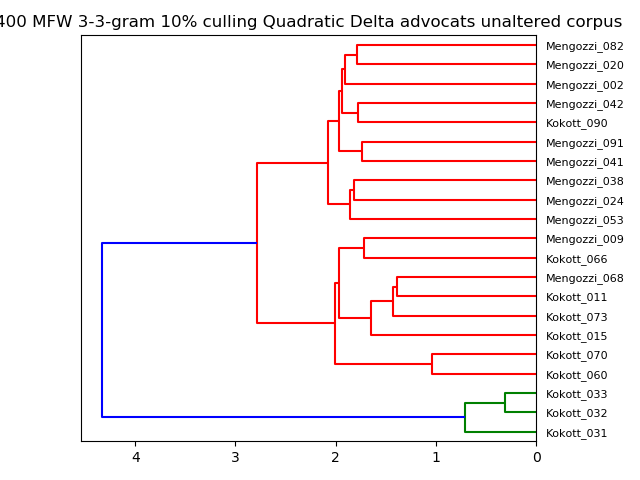 400 MFW 3-3-gram 10% culling Quadratic Delta advocats unaltered corpus
Mengozzi_082
Mengozzi_020
Mengozzi_002
Mengozzi_042
Kokott_090
Mengozzi_091
Mengozzi_041
Mengozzi_038
Mengozzi_024
Mengozzi_053
Mengozzi_009
Kokott_066
Mengozzi_068
Kokott_011
Kokott_073
Kokott_015
Kokott_070
Kokott_060
Kokott_033
Kokott_032
Kokott_031
4 3 2 1 0